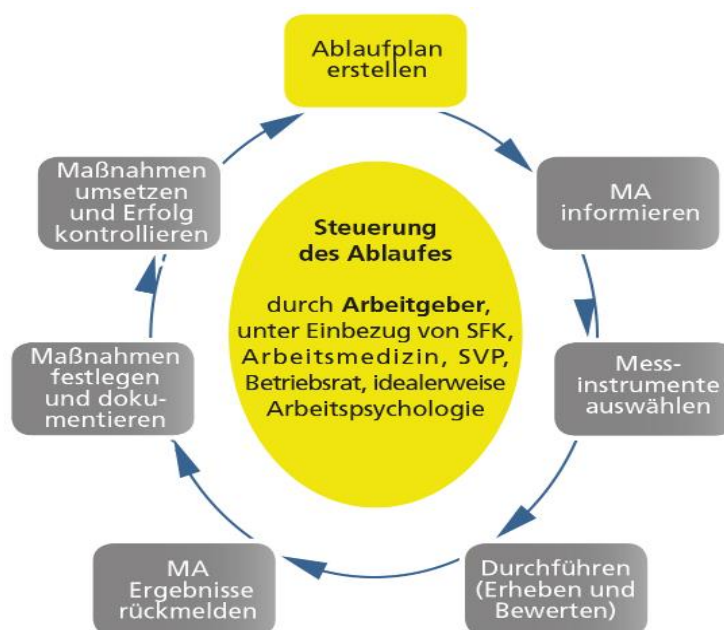 Ablaufplan
erstellen
MA
informieren
Mess-
instrumente
auswählen
Durchführen
(Erheben und
Bewerten)
MA
Ergebnisse
rückmelden
Maßnahmen
festlegen
und doku-
mentieren
Maßnahmen
umsetzen
und Erfolg
kontrollieren
Steuerung
des Ablaufes
durch Arbeitgeber,
unter Einbezug von SFK,
Arbeitsmedizin, SVP,
Betriebsrat, idealerweise
Arbeitspsychologie